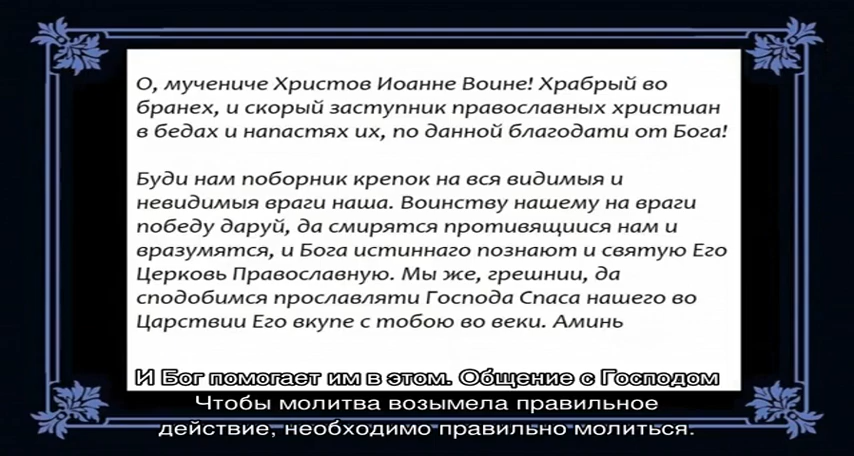 О, мучениче Христов Иоанне Воине! Храбрый во
бранех, и скорый заступник православных христиан
в бедах и напастях их, по данной благодати от Бога!
Буди нам поборник крепок на вся видимыя и
невидимыя враги наша. Воинству нашему на враги
победу даруй, да смирятся противящиися нам и
вразумятся, и Бога истиннаго познают и святую Его
Церковь Православную. Мы же, грешнии, да
сподобимся прославляти Господа Спаса нашего во
Царствии Его вкупе с тобою во веки. Аминь
И Бог помогает им в этом. Общение с Господом
Чтобы молитва возымела правильное
действие, необходимо правильно молиться.